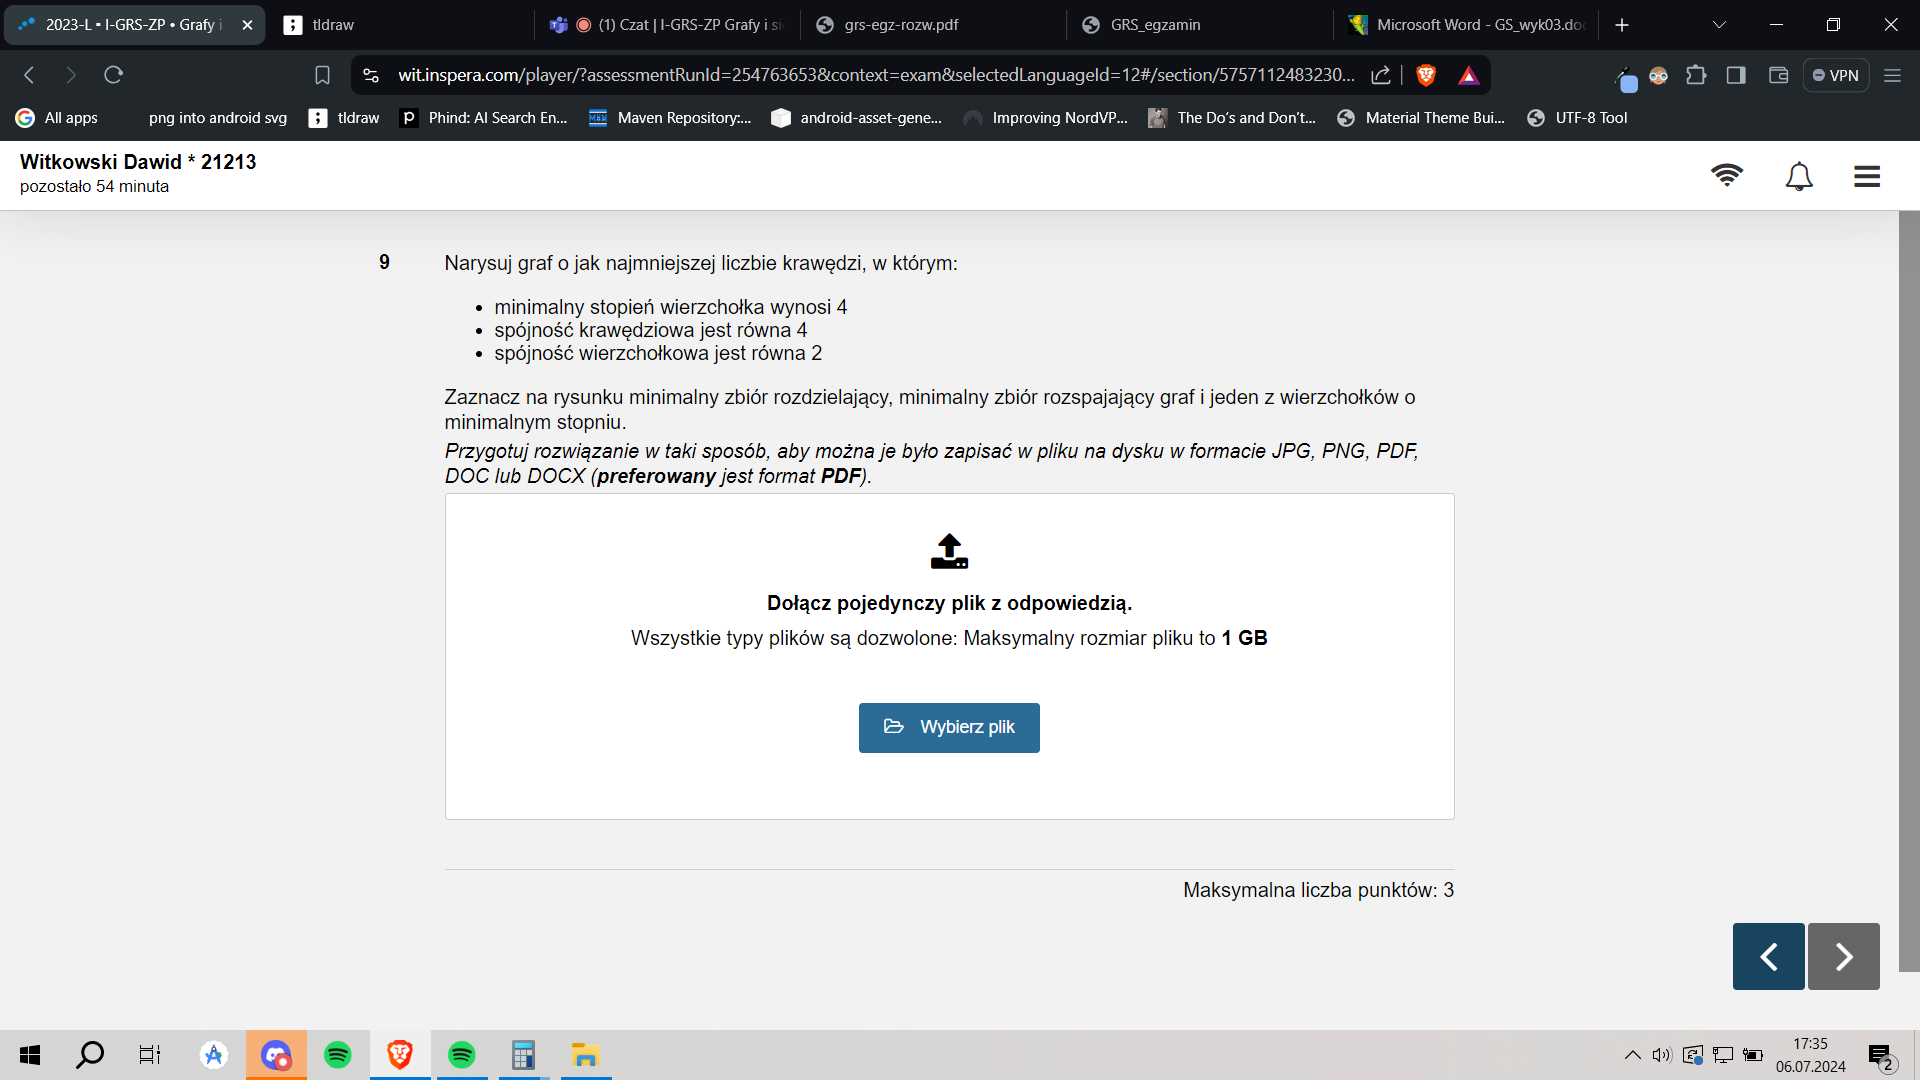 2023-L • I-GRS-ZP • Grafy i
tldraw
(1) Czat | I-GRS-ZP Grafy i si
grs-egz-rozw.pdf
GRS_egzamin
Microsoft Word - GS_wyk03.doc
wit.inspera.com/player/?assessmentRunId=254763653&context=exam&selectedLanguageId=12#/section/5757112483230...
VPN
All apps
png into android svg
tldraw
Phind: AI Search En...
Maven Repository:...
android-asset-gene...
Improving NordVP...
The Do's and Don't...
Material Theme Bui...
UTF-8 Tool
Witkowski Dawid * 21213
pozostało 54 minuta
9 Narysuj graf o jak najmniejszej liczbie krawędzi, w którym:
• minimalny stopień wierzchołka wynosi 4
• spójność krawędziowa jest równa 4
• spójność wierzchołkowa jest równa 2
Zaznacz na rysunku minimalny zbiór rozdzielający, minimalny zbiór rozspajający graf i jeden z wierzchołków o
minimalnym stopniu.
Przygotuj rozwiązanie w taki sposób, aby można je było zapisać w pliku na dysku w formacie JPG, PNG, PDF,
DOC lub DOCX (preferowany jest format PDF).
Dołącz pojedynczy plik z odpowiedzią.
Wszystkie typy plików są dozwolone: Maksymalny rozmiar pliku to 1 GB
Wybierz plik
Maksymalna liczba punktów: 3
17:35
06.07.2024
2